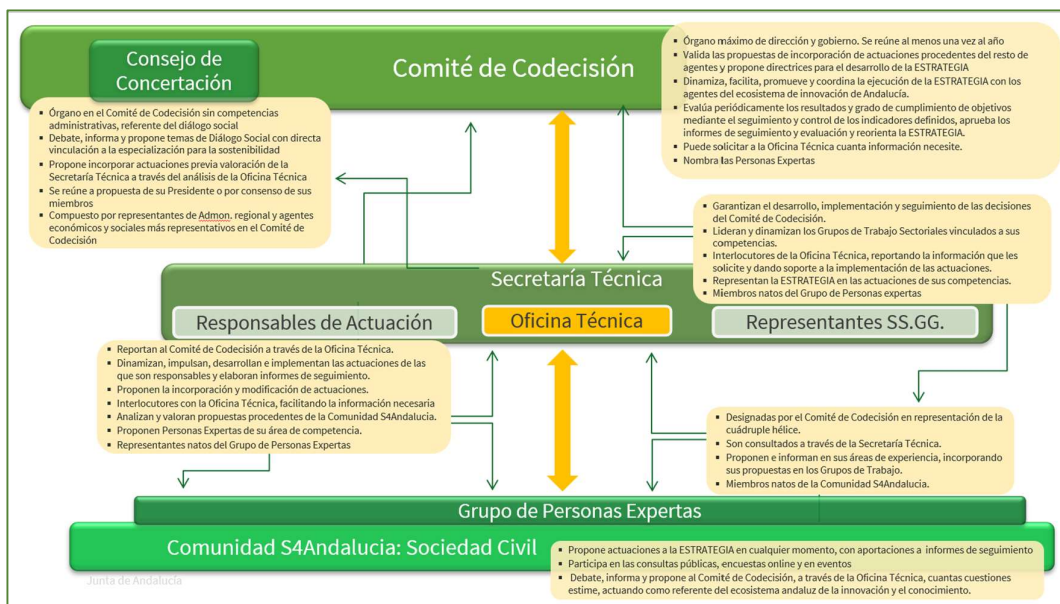 Consejo de
Concertación
Comité de Codecisión
▪ Órgano máximo de dirección y gobierno. Se reúne al menos una vez al año
▪ Valida las propuestas de incorporación de actuaciones procedentes del resto de
agentes y propone directrices para el desarrollo de la ESTRATEGIA
▪ Dinamiza, facilita, promueve y coordina la ejecución de la ESTRATEGIA con los
agentes del ecosistema de innovación de Andalucía.
▪ Evalúa periódicamente los resultados y grado de cumplimiento de objetivos
mediante el seguimiento y control de los indicadores definidos, aprueba los
informes de seguimiento y evaluación y reorienta la ESTRATEGIA.
▪ Puede solicitar a la Oficina Técnica cuanta información necesite.
▪ Nombra las Personas Expertas
▪ Órgano en el Comité de Codecisión sin competencias
administrativas, referente del diálogo social
▪ Debate, informa y propone temas de Diálogo Social con directa
vinculación a la especialización para la sostenibilidad
▪ Propone incorporar actuaciones previa valoración de la
Secretaría Técnica a través del análisis de la Oficina Técnica
▪ Se reúne a propuesta de su Presidente o por consenso de sus
miembros
▪ Compuesto por representantes de Admon. regional y agentes
económicos y sociales más representativos en el Comité de
Codecisión
▪ Garantizan el desarrollo, implementación y seguimiento de las decisiones
del Comité de Codecisión.
▪ Lideran y dinamizan los Grupos de Trabajo Sectoriales vinculados a sus
competencias.
▪ Interlocutores de la Oficina Técnica, reportando la información que les
solicite y dando soporte a la implementación de las actuaciones.
▪ Representan la ESTRATEGIA en las actuaciones de sus competencias.
▪ Miembros natos del Grupo de Personas expertas
Secretaría Técnica
Responsables de Actuación
Oficina Técnica
Representantes SS.GG.
▪ Reportan al Comité de Codecisión a través de la Oficina Técnica.
▪ Dinamizan, impulsan, desarrollan e implementan las actuaciones de las
que son responsables y elaboran informes de seguimiento.
▪ Proponen la incorporación y modificación de actuaciones.
▪ Interlocutores con la Oficina Técnica, facilitando la información necesaria
▪ Analizan y valoran propuestas procedentes de la Comunidad S4Andalucia.
▪ Proponen Personas Expertas de su área de competencia.
▪ Representantes natos del Grupo de Personas Expertas
▪ Designadas por el Comité de Codecisión en representación de la
cuádruple hélice.
▪ Son consultados a través de la Secretaría Técnica.
▪ Proponen e informan en sus áreas de experiencia, incorporando
sus propuestas en los Grupos de Trabajo.
▪ Miembros natos de la Comunidad S4Andalucia.
Grupo de Personas Expertas
Comunidad S4Andalucia: Sociedad Civil
▪ Propone actuaciones a la ESTRATEGIA en cualquier momento, con aportaciones a informes de seguimiento
▪ Participa en las consultas públicas, encuestas online y en eventos
▪ Debate, informa y propone al Comité de Codecisión, a través de la Oficina Técnica, cuantas cuestiones
estime, actuando como referente del ecosistema andaluz de la innovación y el conocimiento.
Junta de Andalucía